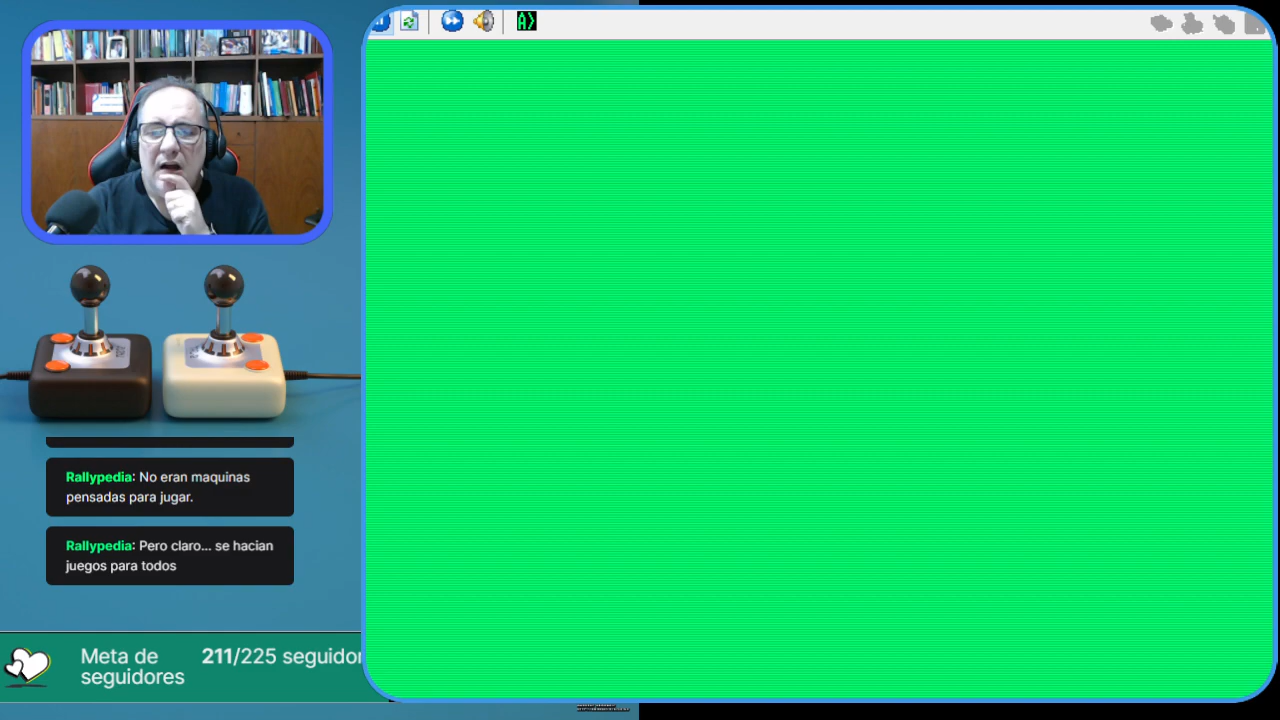 A>
Rallypedia: No eran maquinas
pensadas para jugar.
Rallypedia: Pero claro... se hacian
juegos para todos
Meta de
seguidores
211/225 seguidor